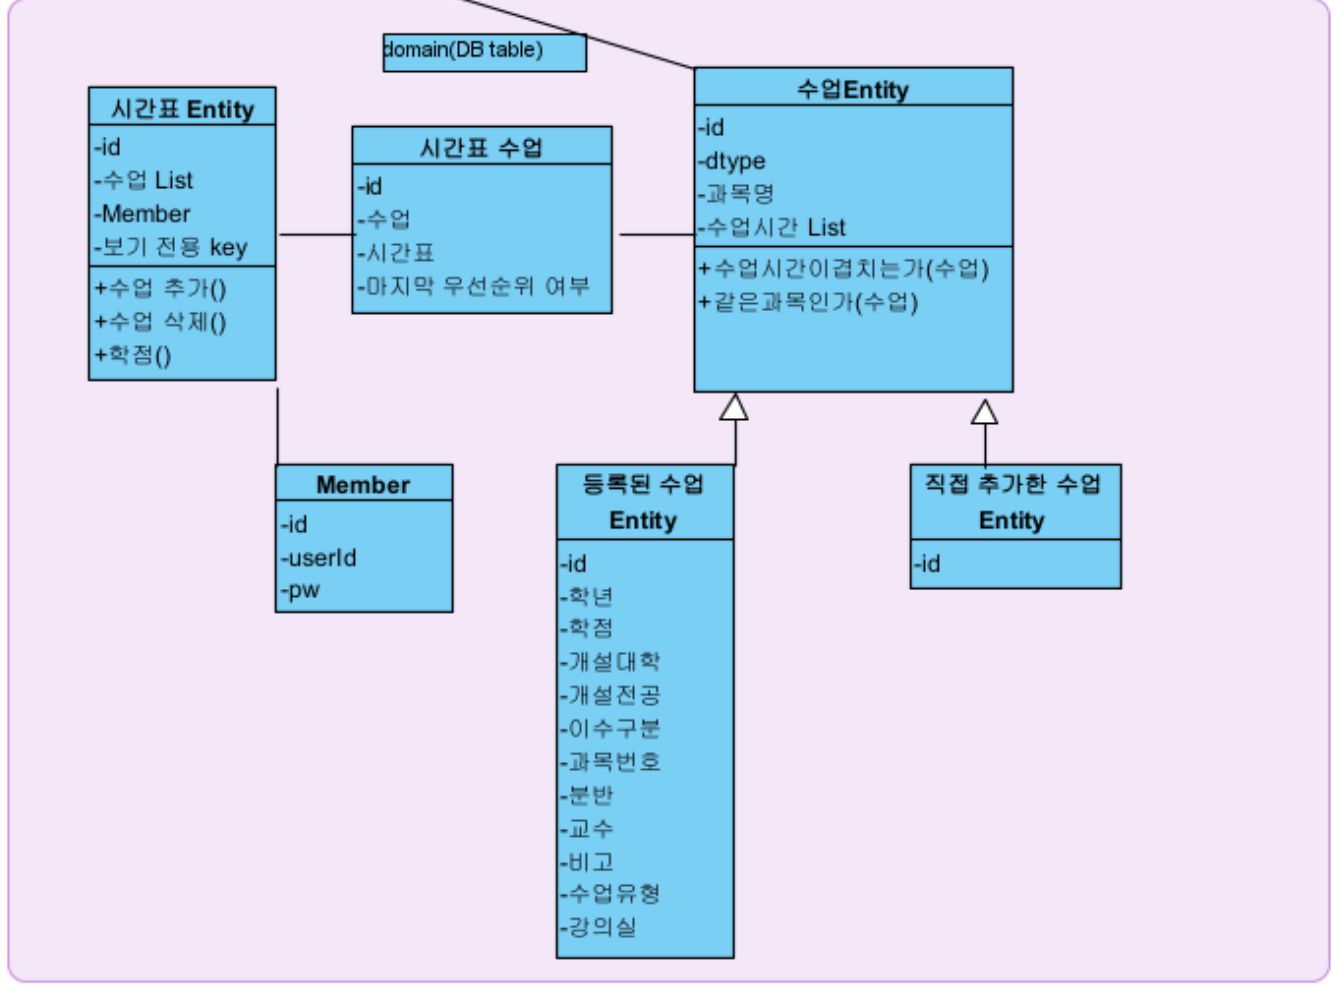 domain(DB table)
시간표 Entity
-id
-수업 List
-Member
-보기 전용 key
+수업 추가()
+수업 삭제()
+학점()
시간표 수업
-id
-수업
-시간표
-마지막 우선순위 여부
수업Entity
-id
-dtype
-과목명
-수업시간 List
+수업시간이겹치는가(수업)
+같은과목인가(수업)
Member
-id
-userId
-pw
등록된 수업
Entity
-id
-학년
-학점
-개설대학
-개설전공
-이수구분
-과목번호
-분반
-교수
-비고
-수업유형
-강의실
직접 추가한 수업
Entity
-id